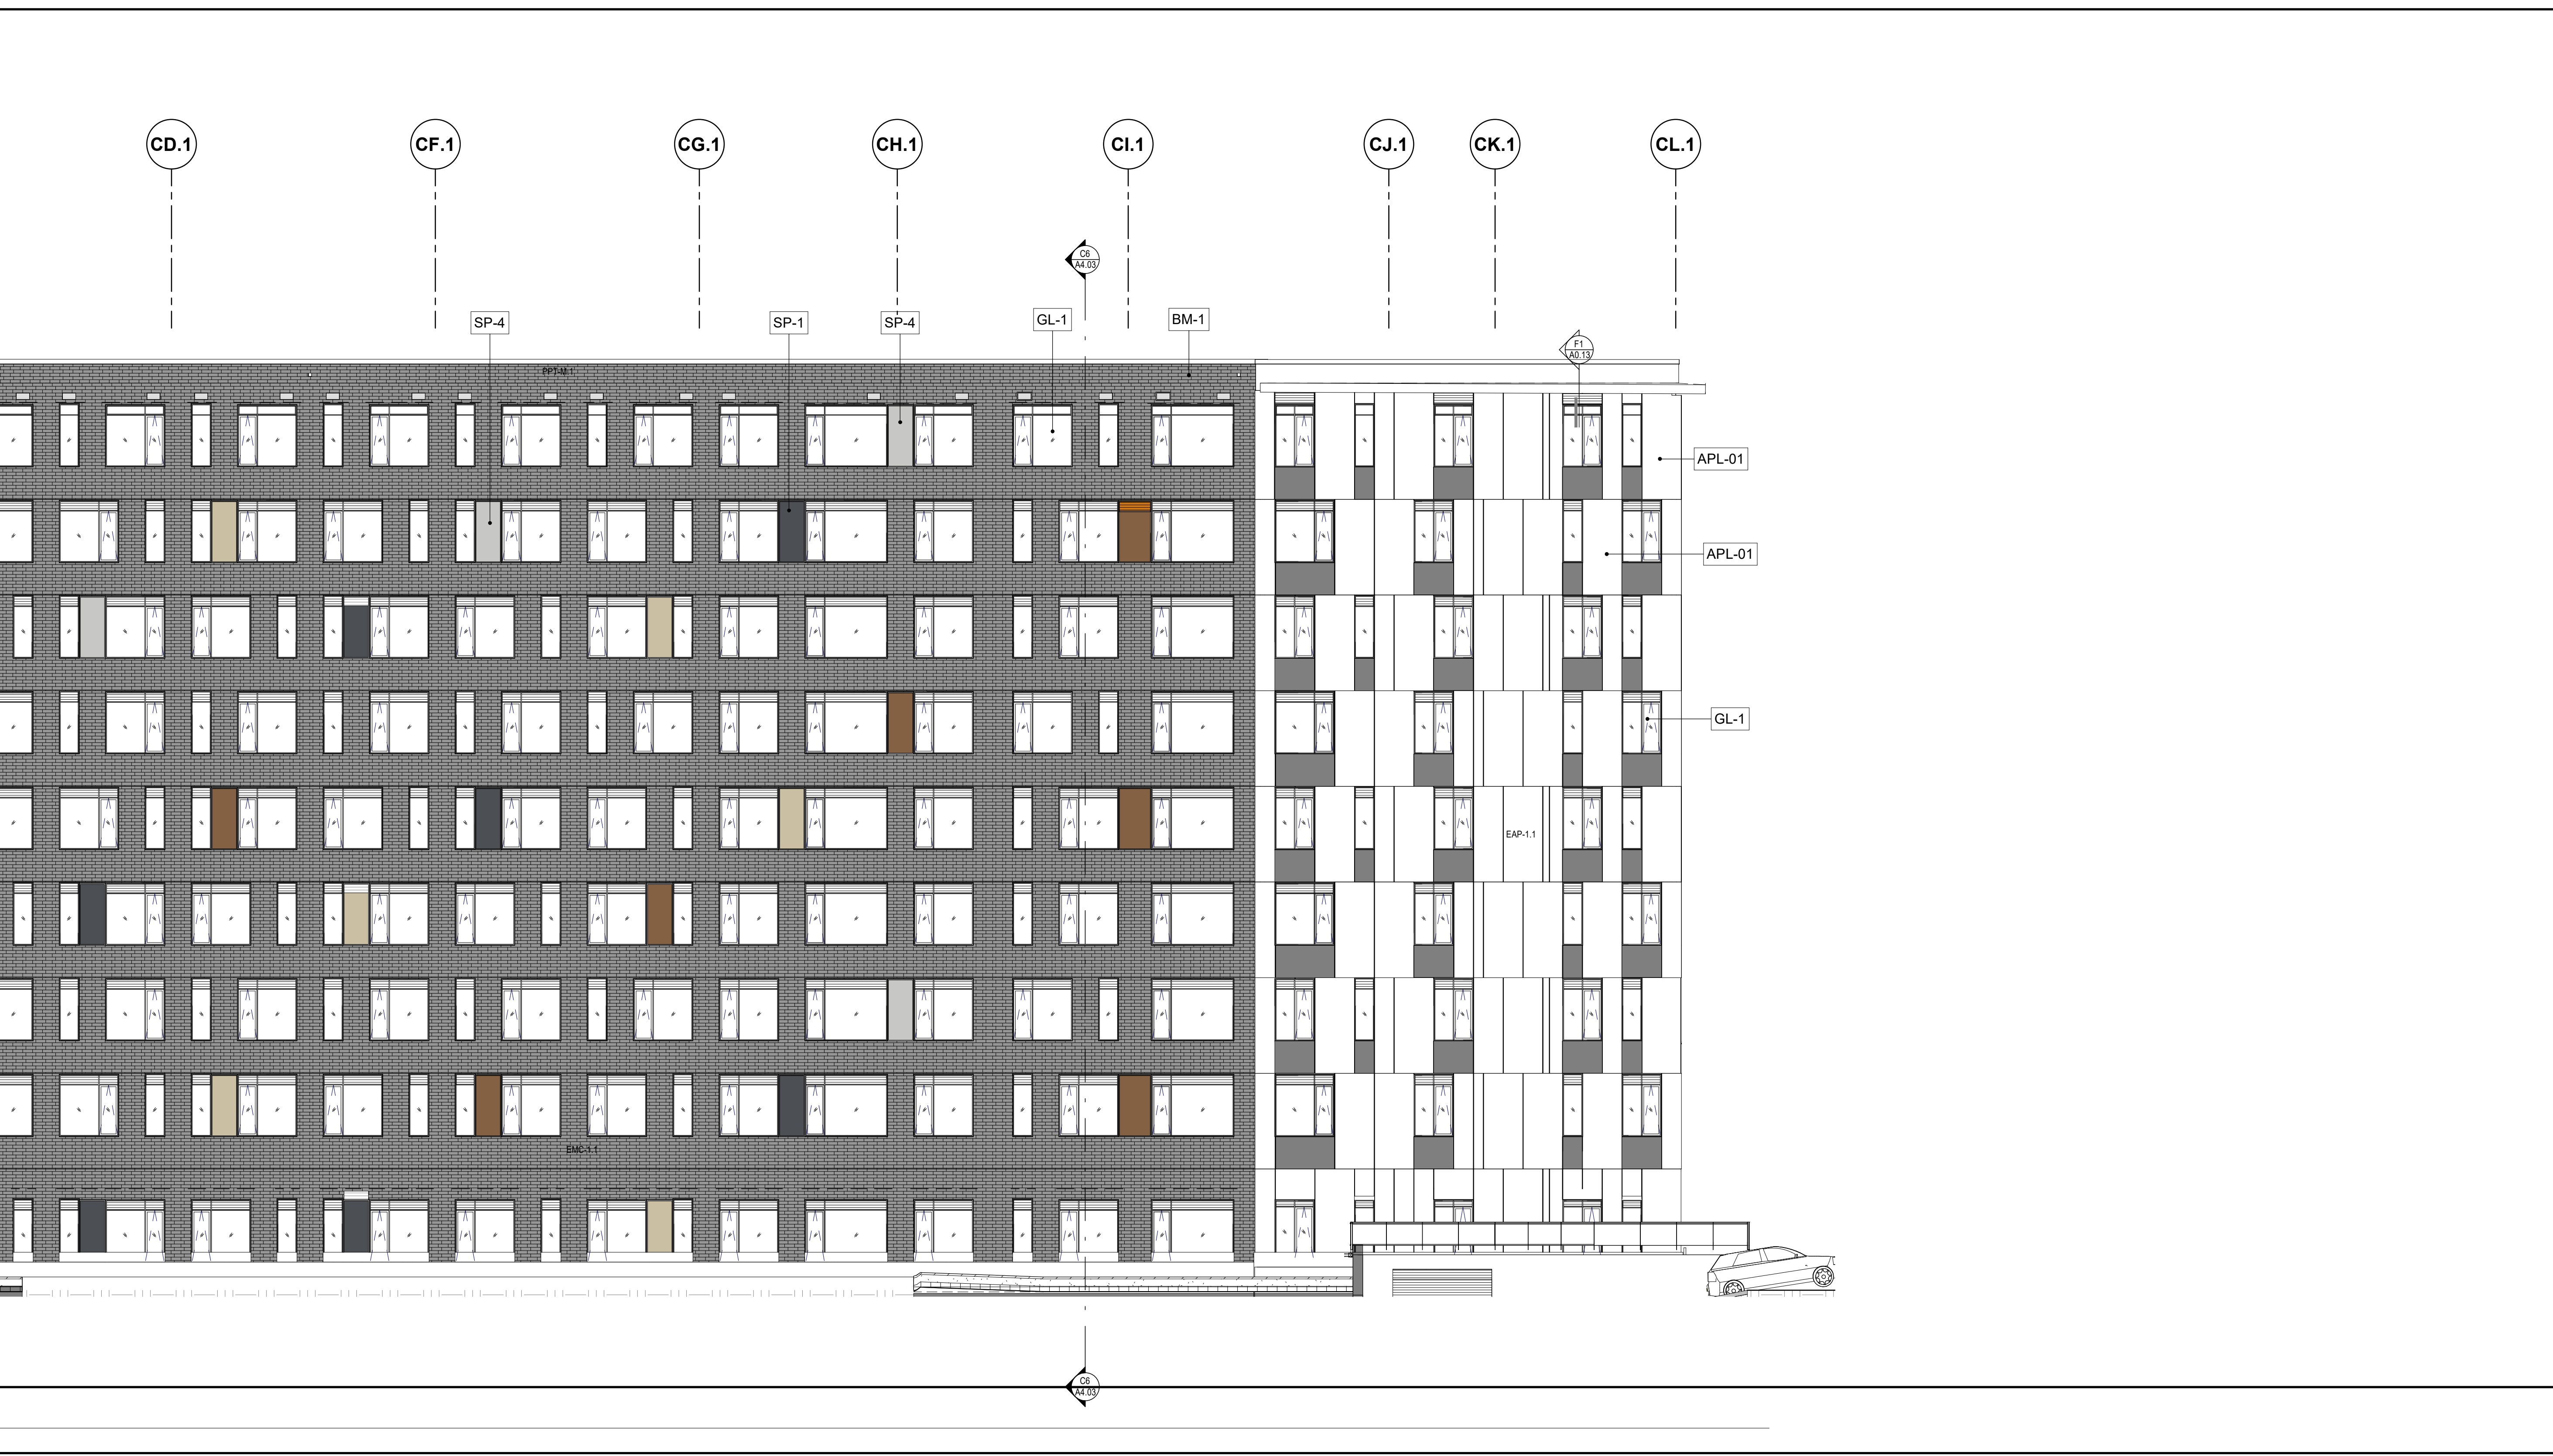 CD.1
CF.1
CG.1
CH.1
CI.1
CJ.1
CK.1
CL.1
C6
A4.03
SP-4
SP-1
SP-4
GL-1
BM-1
F1
A0.13
PPT-M.1
APL-01
APL-01
GL-1
EAP-1.1
EMC-1.1
C6
A4.03